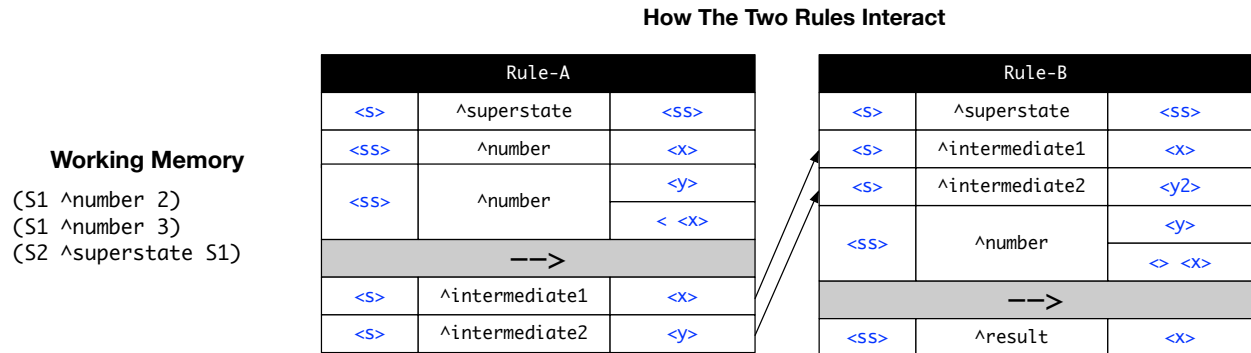 How The Two Rules Interact
Working Memory
(S1 ^number 2)
(S1 ^number 3)
(S2 ^superstate S1)
Rule-A
<s> ^superstate <ss>
<ss> ^number <x>
<ss> ^number <y>
< <x>
-->
<s> ^intermediate1 <x>
<s> ^intermediate2 <y>
Rule-B
<s> ^superstate <ss>
<s> ^intermediate1 <x>
<s> ^intermediate2 <y2>
<ss> ^number <y>
<> <x>
-->
<ss> ^result <x>